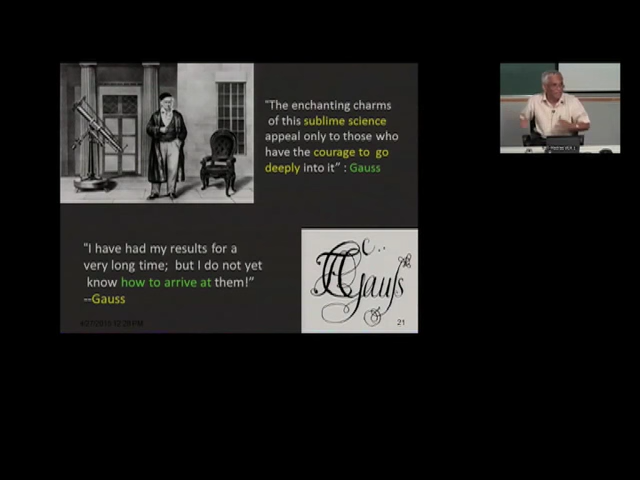 "The enchanting charms
of this sublime science
appeal only to those who
have the courage to go
deeply into it" : Gauss
"I have had my results for a
very long time; but I do not yet
know how to arrive at them!"
--Gauss
Gauſs
21